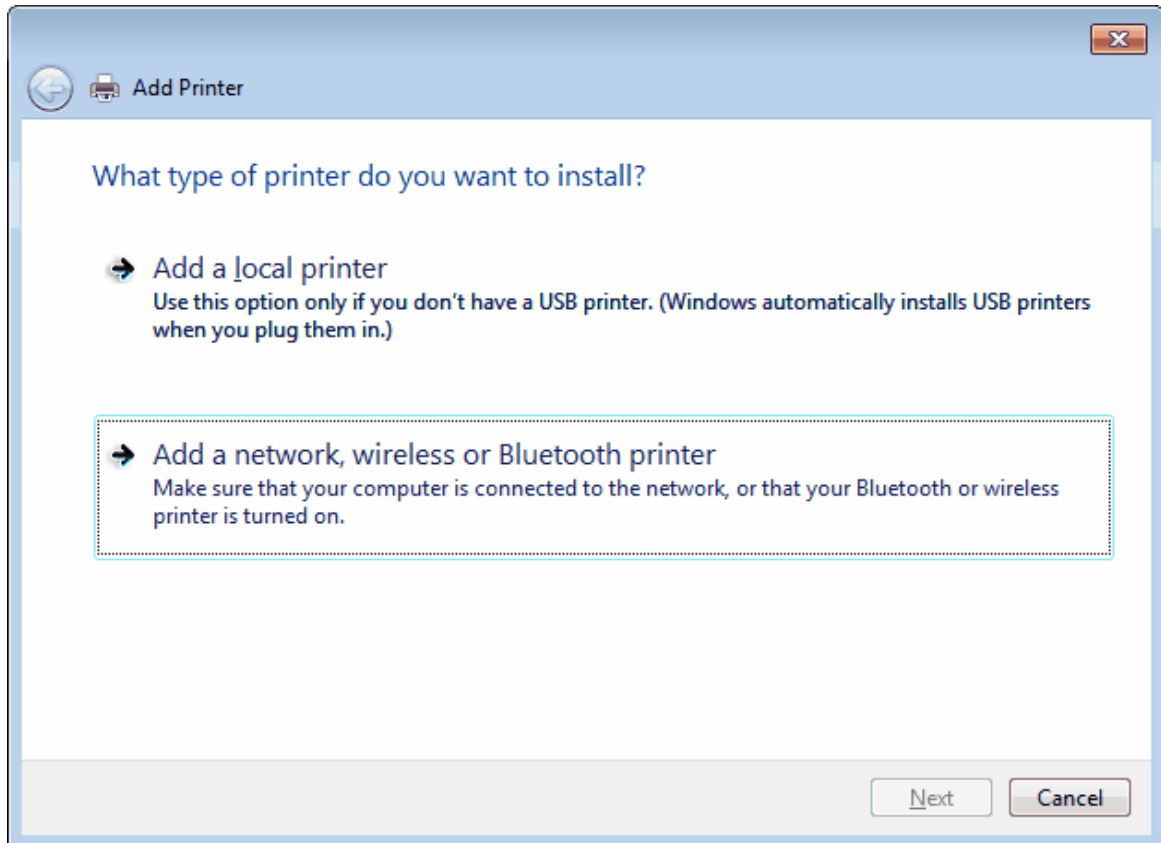 Add Printer
What type of printer do you want to install?
Add a local printer
Use this option only if you don't have a USB printer. (Windows automatically installs USB printers
when you plug them in.)
Add a network, wireless or Bluetooth printer
Make sure that your computer is connected to the network, or that your Bluetooth or wireless
printer is turned on.
Next
Cancel